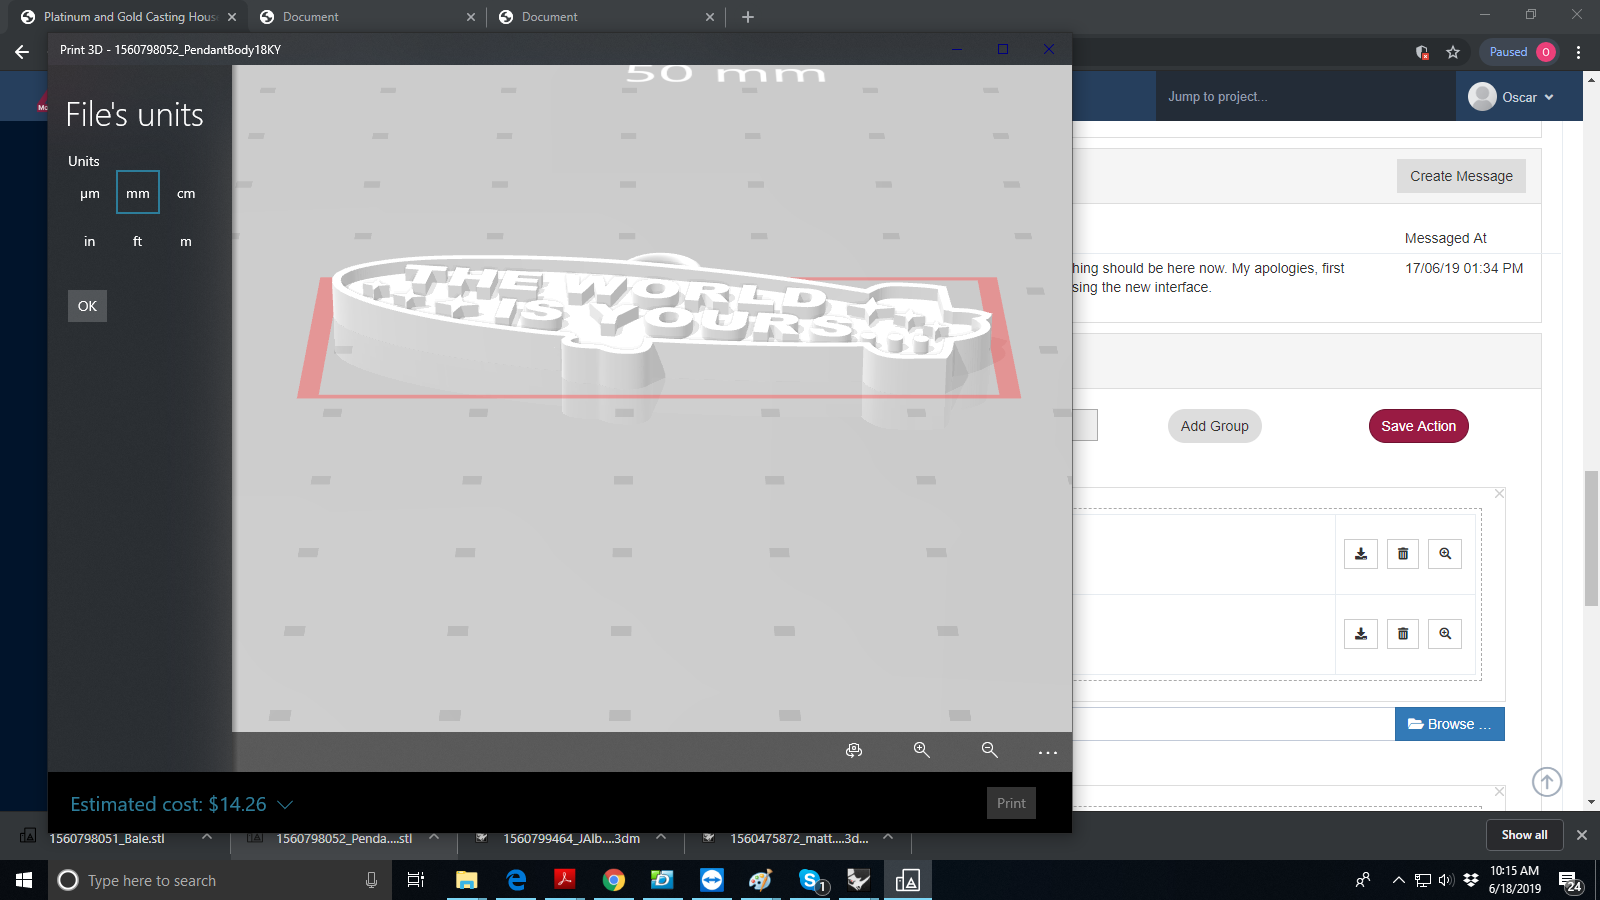 Platinum and Gold Casting Hous
Document
Document
Print 3D - 1560798052_PendantBody18KY
Paused
0
File's units
Units
µm
mm
cm
in
ft
m
OK
50 mm
THE WORLD
IS YOURS
Jump to project...
Oscar
Create Message
Messaged At
hing should be here now. My apologies, first
sing the new interface.
17/06/19 01:34 PM
Add Group
Save Action
Browse ...
Estimated cost: $14.26
Print
1560798051_Bale.stl
1560798052_Penda....stl
1560799464_JAlb....3dm
1560475872_matt....3d...
Show all
Type here to search
1
10:15 AM
6/18/2019
24